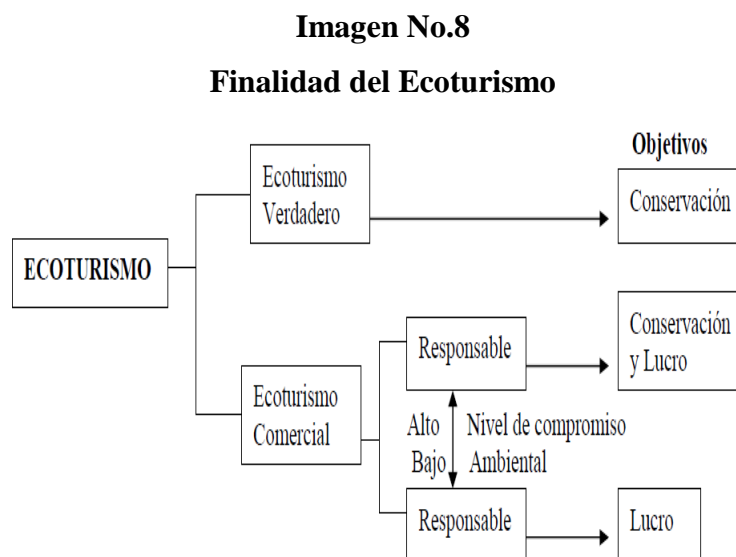 Imagen No.8
Finalidad del Ecoturismo
Objetivos
Ecoturismo
Verdadero
Conservación
ECOTURISMO
Ecoturismo
Comercial
Responsable
Conservación
y Lucro
Alto Nivel de compromiso
Bajo Ambiental
Responsable
Lucro